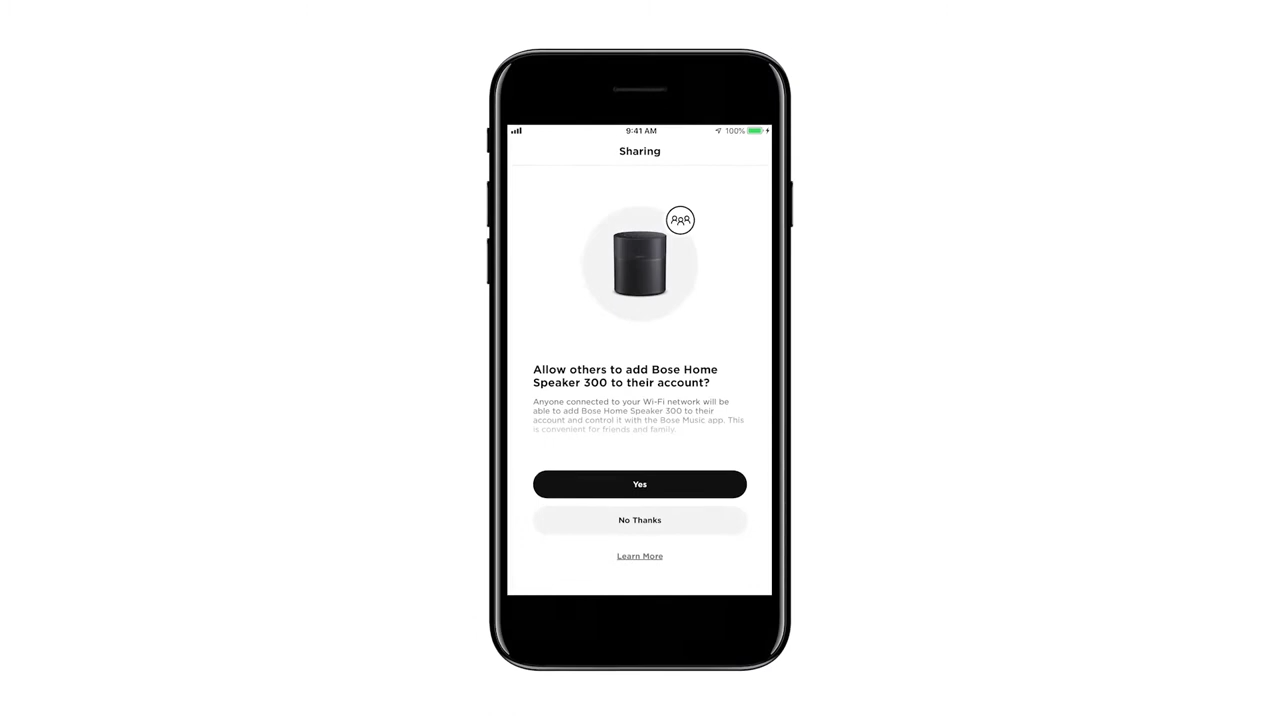 9:41 AM
100%
Sharing
Allow others to add Bose Home
Speaker 300 to their account?
Anyone connected to your Wi-Fi network will be
able to add Bose Home Speaker 300 to their
account and control it with the Bose Music app. This
is convenient for friends and family.
Yes
No Thanks
Learn More